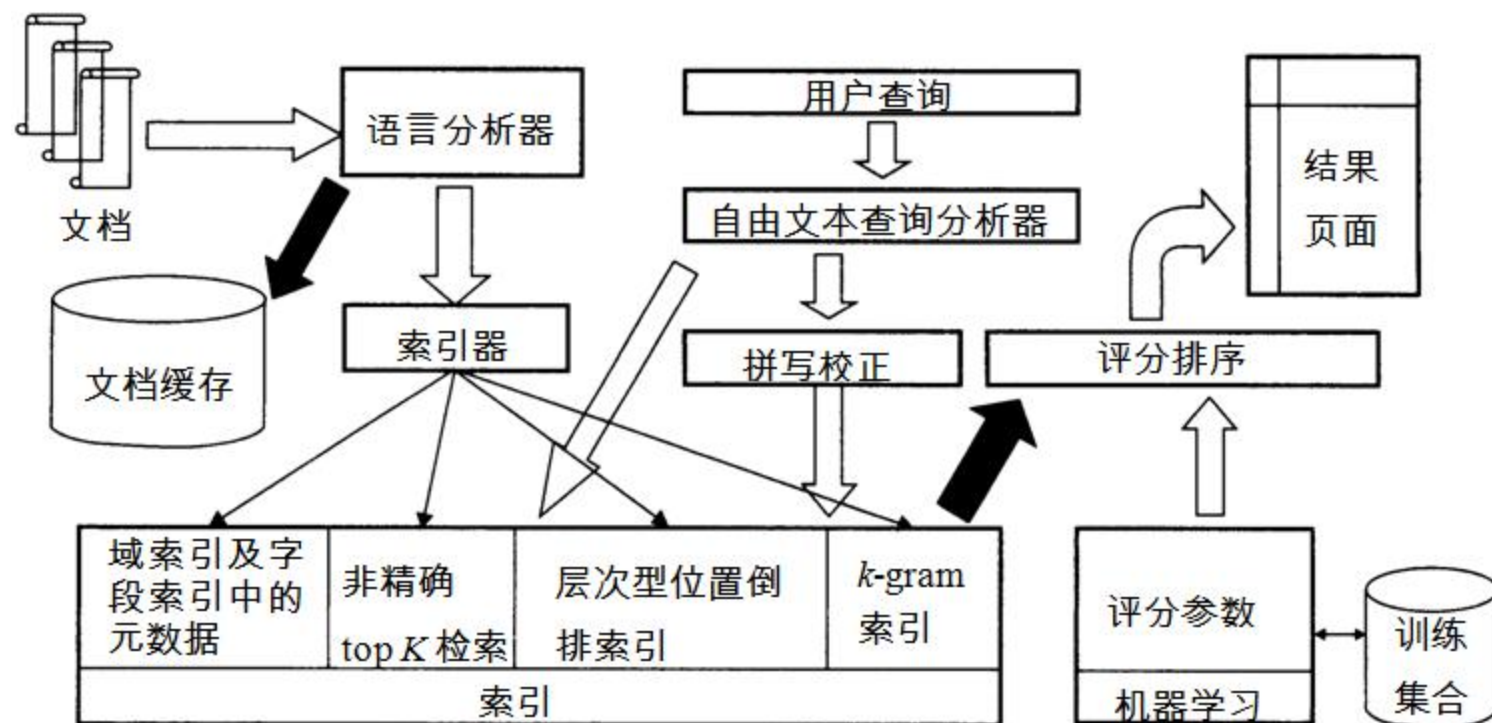 文档
语言分析器
文档缓存
索引器
用户查询
自由文本查询分析器
拼写校正
评分排序
结果
页面
域索引及字
段索引中的
元数据
非精确
top K 检索
层次型位置倒
排索引
k-gram
索引
索引
评分参数
机器学习
训练
集合